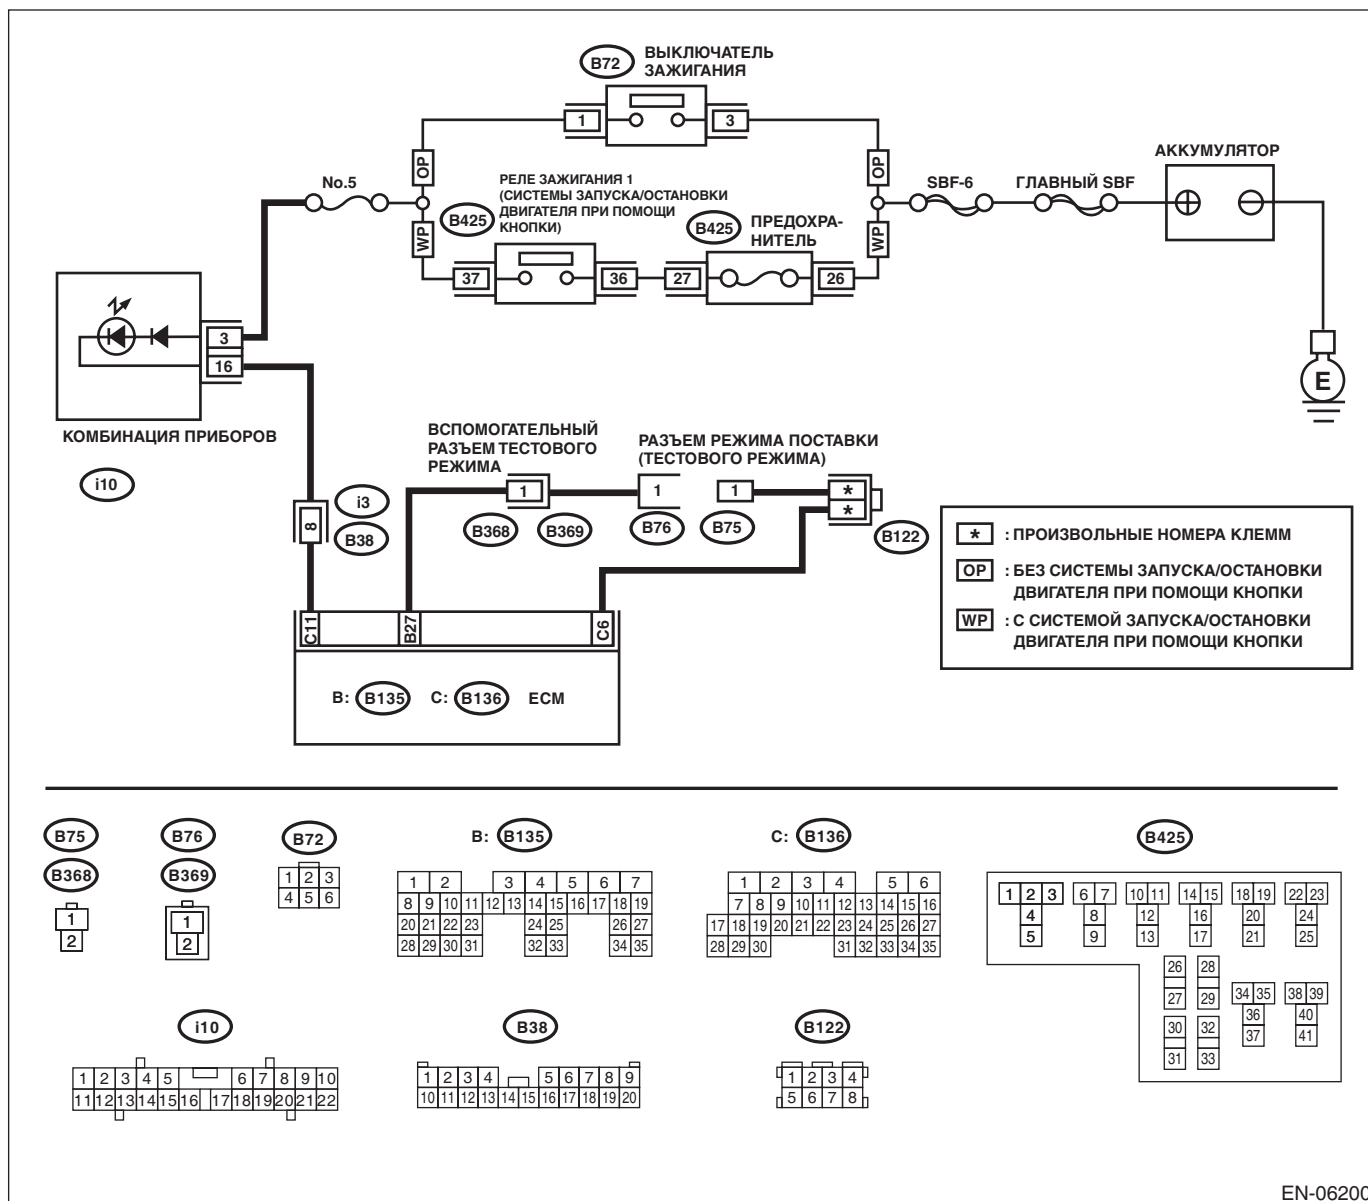 B72
ВЫКЛЮЧАТЕЛЬ
ЗАЖИГАНИЯ
1
3
OP
OP
АККУМУЛЯТОР
No.5
РЕЛЕ ЗАЖИГАНИЯ 1
(СИСТЕМЫ ЗАПУСКА/ОСТАНОВКИ
ДВИГАТЕЛЯ ПРИ ПОМОЩИ
КНОПКИ)
SBF-6
ГЛАВНЫЙ SBF
B425
B425
ПРЕДОХРА-
НИТЕЛЬ
WP
WP
37
36
27
26
3
16
E
КОМБИНАЦИЯ ПРИБОРОВ
i10
ВСПОМОГАТЕЛЬНЫЙ
РАЗЪЕМ ТЕСТОВОГО
РЕЖИМА
РАЗЪЕМ РЕЖИМА ПОСТАВКИ
(ТЕСТОВОГО РЕЖИМА)
1
1
1
*
*
i3
8
B38
B368
B369
B76
B75
B122
* : ПРОИЗВОЛЬНЫЕ НОМЕРА КЛЕММ
OP : БЕЗ СИСТЕМЫ ЗАПУСКА/ОСТАНОВКИ
ДВИГАТЕЛЯ ПРИ ПОМОЩИ КНОПКИ
WP : С СИСТЕМОЙ ЗАПУСКА/ОСТАНОВКИ
ДВИГАТЕЛЯ ПРИ ПОМОЩИ КНОПКИ
C11
B27
C6
B: B135 C: B136 ECM
B75
B368
1
2
B76
B369
1
2
B72
1 2 3
4 5 6
B: B135
1 2 3 4 5 6 7
8 9 10 11 12 13 14 15 16 17 18 19
20 21 22 23 24 25 26 27
28 29 30 31 32 33 34 35
C: B136
1 2 3 4 5 6
7 8 9 10 11 12 13 14 15 16
17 18 19 20 21 22 23 24 25 26 27
28 29 30 31 32 33 34 35
B425
1 2 3 6 7 10 11 14 15 18 19 22 23
4 8 12 16 20 24
5 9 13 17 21 25
26 28
27 29 34 35 38 39
36 40
30 32 37 41
31 33
i10
1 2 3 4 5 6 7 8 9 10
11 12 13 14 15 16 17 18 19 20 21 22
B38
1 2 3 4 5 6 7 8 9
10 11 12 13 14 15 16 17 18 19 20
B122
1 2 3 4
5 6 7 8
EN-06200